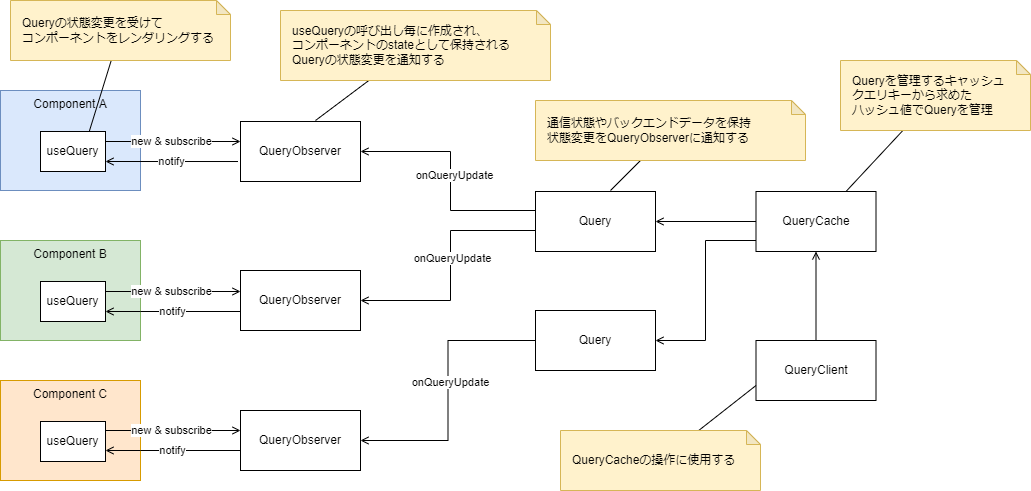 Queryの状態変更を受けて
コンポーネントをレンダリングする
useQueryの呼び出し毎に作成され、
コンポーネントのstateとして保持される
Queryの状態変更を通知する
Queryを管理するキャッシュ
クエリキーから求めた
ハッシュ値でQueryを管理
通信状態やバックエンドデータを保持
状態変更をQueryObserverに通知する
Component A
useQuery
new & subscribe
notify
QueryObserver
onQueryUpdate
Query
QueryCache
Component B
useQuery
new & subscribe
notify
QueryObserver
onQueryUpdate
Query
QueryClient
Component C
useQuery
new & subscribe
notify
QueryObserver
onQueryUpdate
QueryCacheの操作に使用する